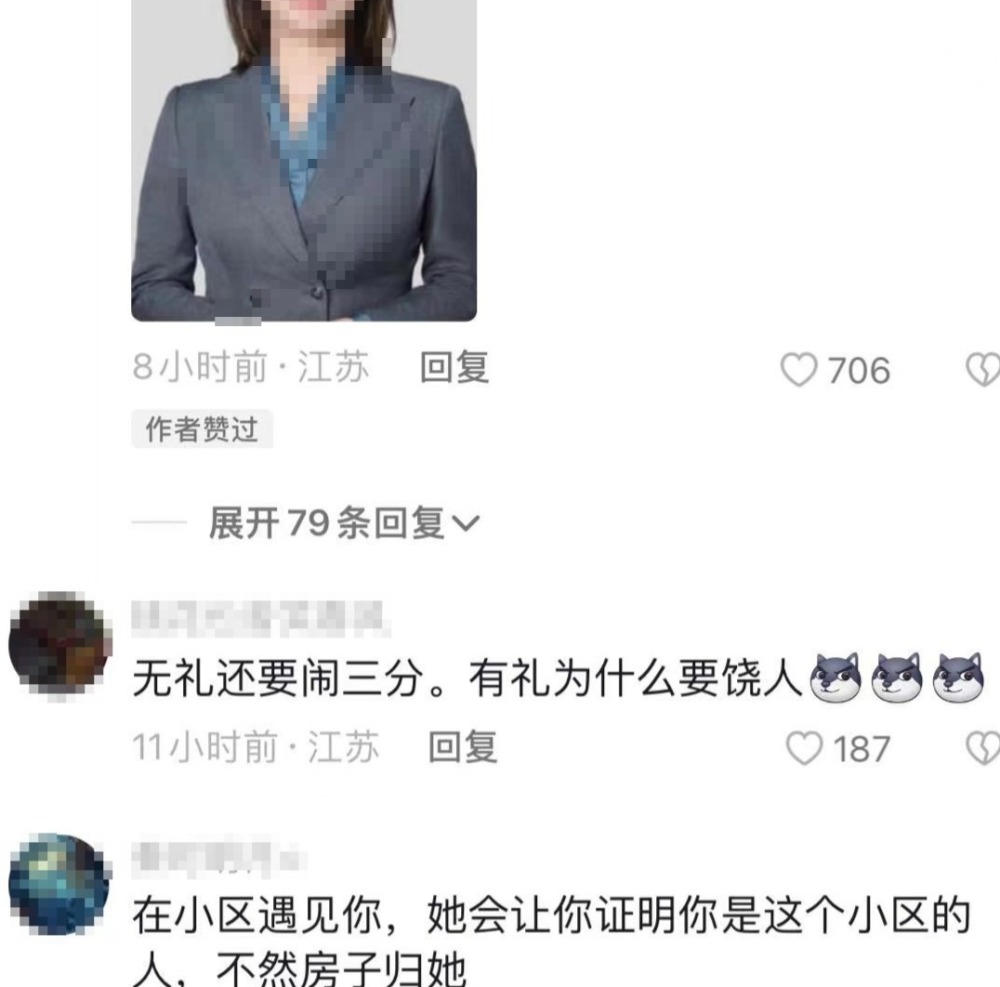 8小时前·江苏 回复 706
作者赞过
展开79条回复
无礼还要闹三分。有礼为什么要饶人
11小时前·江苏 回复 187
在小区遇见你，她会让你证明你是这个小区的
人，不然房子归她